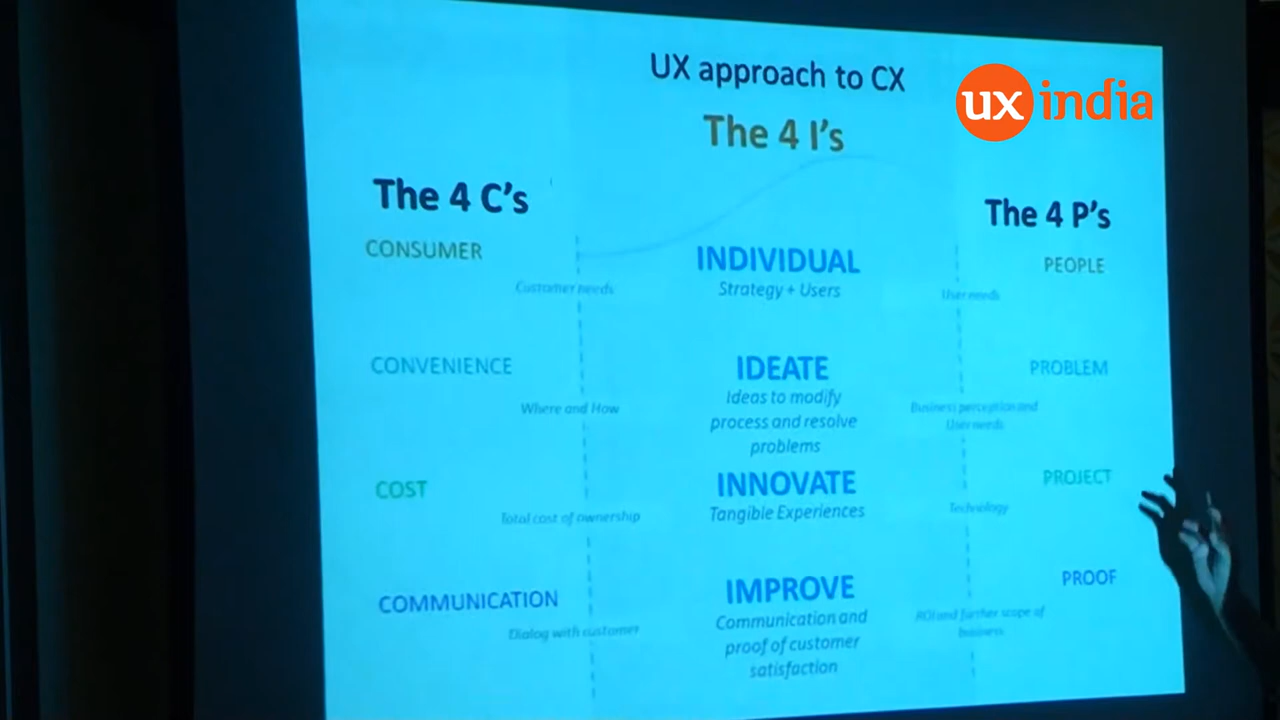 UX approach to CX
ux india
The 4 I's
The 4 C's
The 4 P's
CONSUMER
Customer needs
INDIVIDUAL
Strategy + Users
PEOPLE
User needs
CONVENIENCE
Where and How
IDEATE
Ideas to modify
process and resolve
problems
PROBLEM
Business perception and
User needs
COST
Total cost of ownership
INNOVATE
Tangible Experiences
PROJECT
Technology
COMMUNICATION
Dialog with customer
IMPROVE
Communication and
proof of customer
satisfaction
PROOF
ROI and further scope of
business